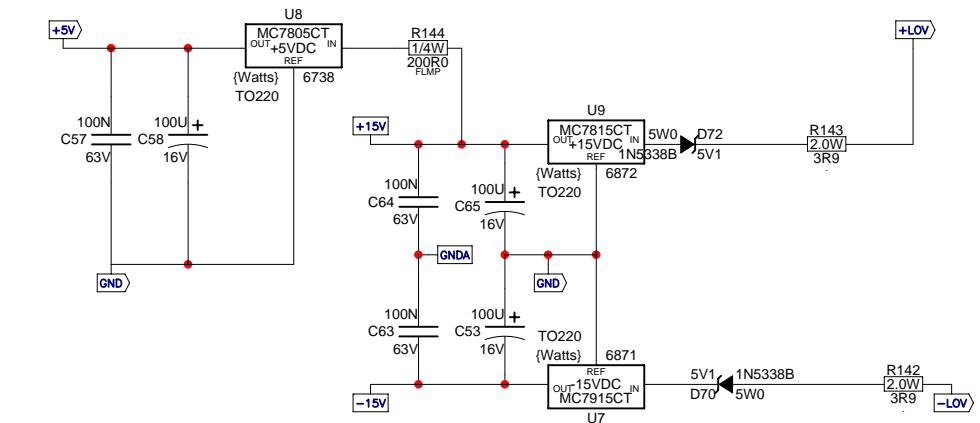 +5V
U8
MC7805CT
OUT +5VDC IN
REF
{Watts} 6738
TO220
R144
1/4W
200R0
FLMP
+LOV
100N
C57
63V
100U +
C58
16V
GND
+15V
U9
MC7815CT
OUT +15VDC IN
REF
{Watts} 6872
TO220
5W0 D72
1N5338B 5V1
R143
2.0W
3R9
100N
C64
63V
100U +
C65
16V
GNDA
GND
100N
C63
63V
100U +
C53
16V
TO220
{Watts} 6871
REF
OUT -15VDC IN
MC7915CT
U7
-15V
5V1 1N5338B
D70 5W0
R142
2.0W
3R9
-LOV